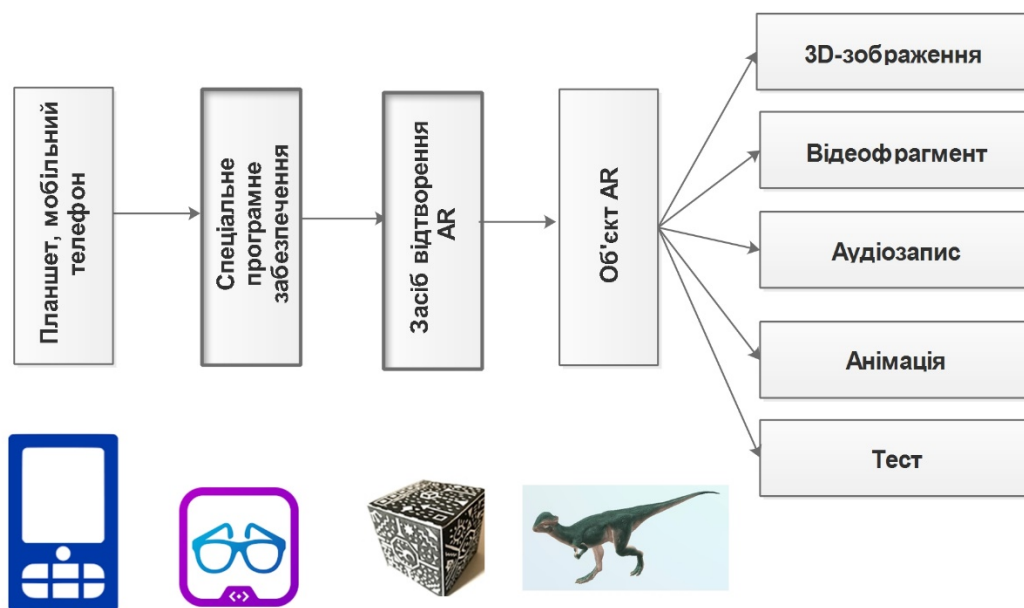 Планшет, мобільний
телефон
Спеціальне
програмне
забезпечення
Засіб відтворення
AR
Об'єкт AR
3D-зображення
Відеофрагмент
Аудіозапис
Анімація
Тест